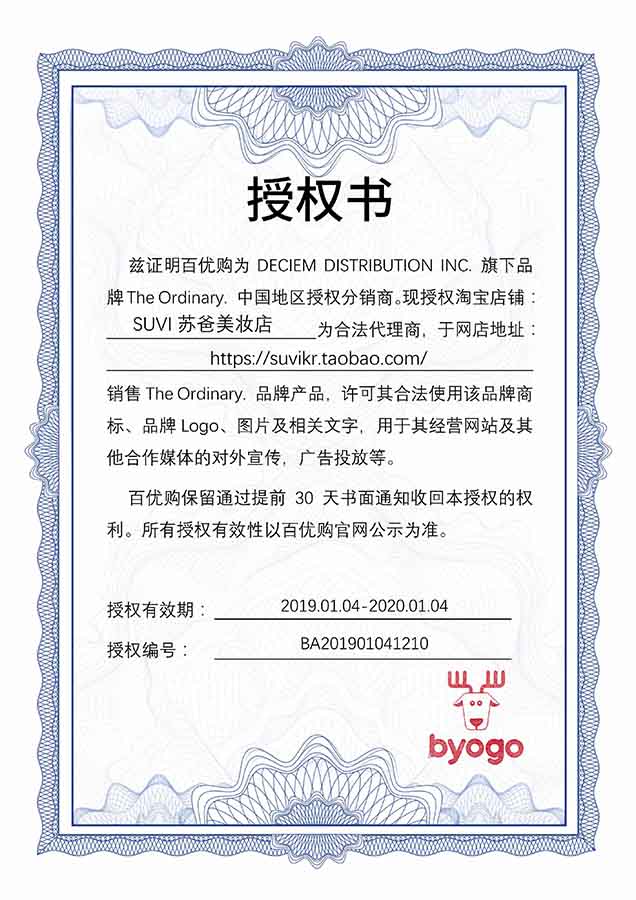 授权书
兹证明百优购为 DECIEM DISTRIBUTION INC. 旗下品
牌 The Ordinary. 中国地区授权分销商。现授权淘宝店铺：
SUVI 苏爸美妆店 为合法代理商，于网店地址：
https://suvikr.taobao.com/
销售 The Ordinary. 品牌产品，许可其合法使用该品牌商
标、品牌 Logo、图片及相关文字，用于其经营网站及其
他合作媒体的对外宣传，广告投放等。
百优购保留通过提前 30 天书面通知收回本授权的权
利。所有授权有效性以百优购官网公示为准。
授权有效期： 2019.01.04-2020.01.04
授权编号： BA201901041210
byogo